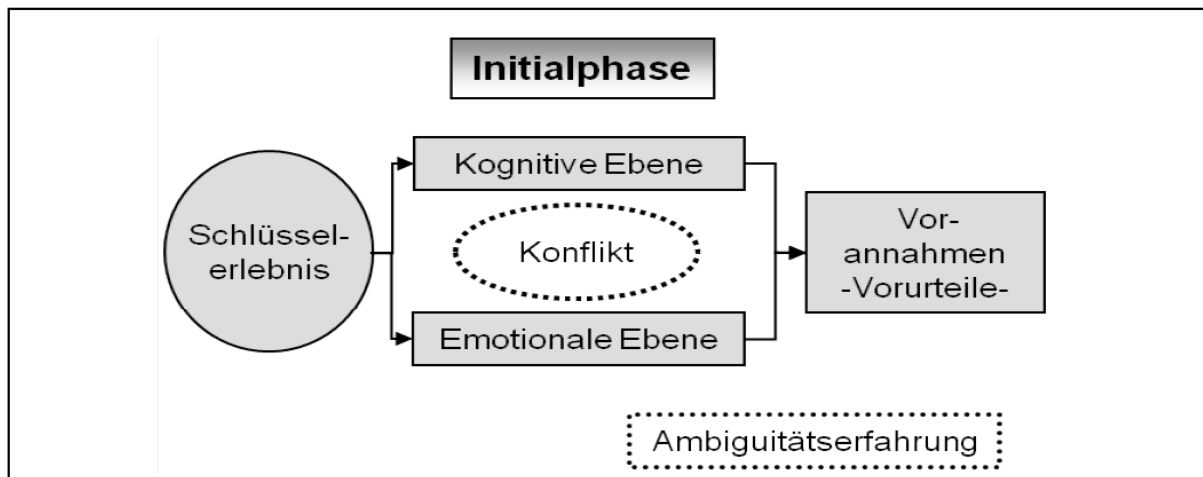 Initialphase
Kognitive Ebene
Schlüssel-
erlebnis
Konflikt
Vor-
annahmen
-Vorurteile-
Emotionale Ebene
Ambiguitätserfahrung